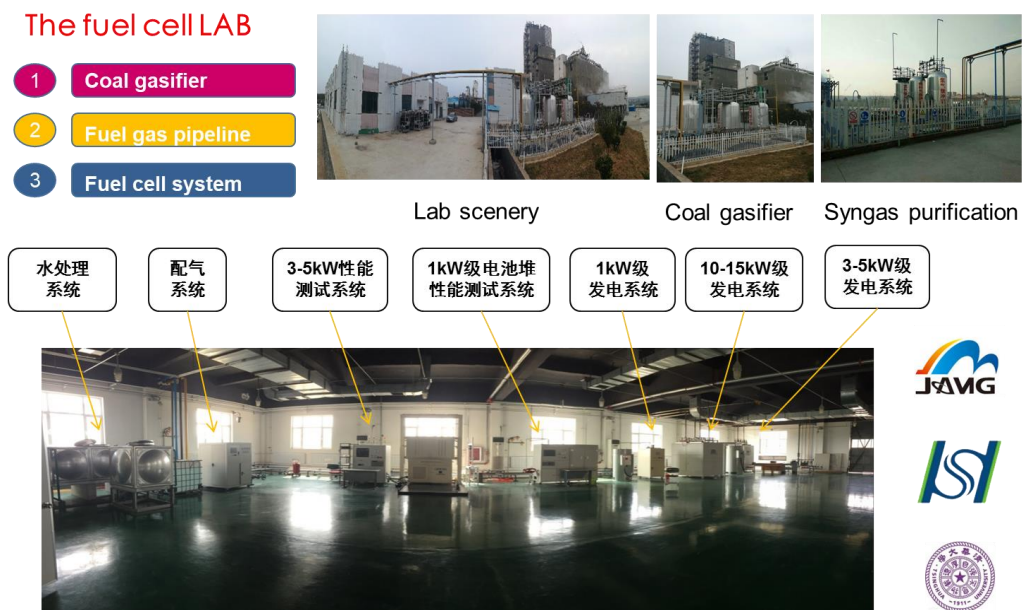 The fuel cell LAB
1
Coal gasifier
2
Fuel gas pipeline
3
Fuel cell system
Lab scenery
Coal gasifier
Syngas purification
水处理
系统
配气
系统
3-5kW性能
测试系统
1kW级电池堆
性能测试系统
1kW级
发电系统
10-15kW级
发电系统
3-5kW级
发电系统
JAMG
TSINGHUA
-1911-